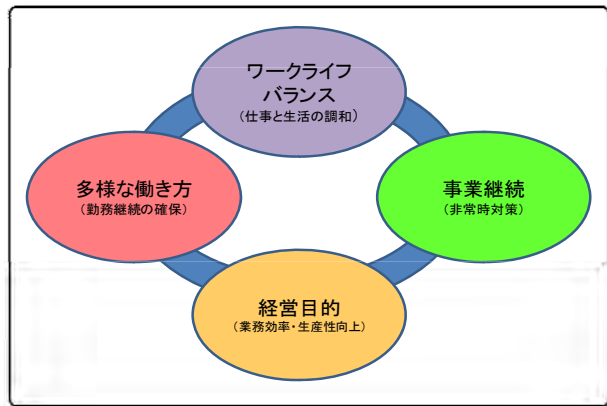 ワークライフ
バランス
（仕事と生活の調和）
多様な働き方
（勤務継続の確保）
事業継続
（非常時対策）
経営目的
（業務効率・生産性向上）